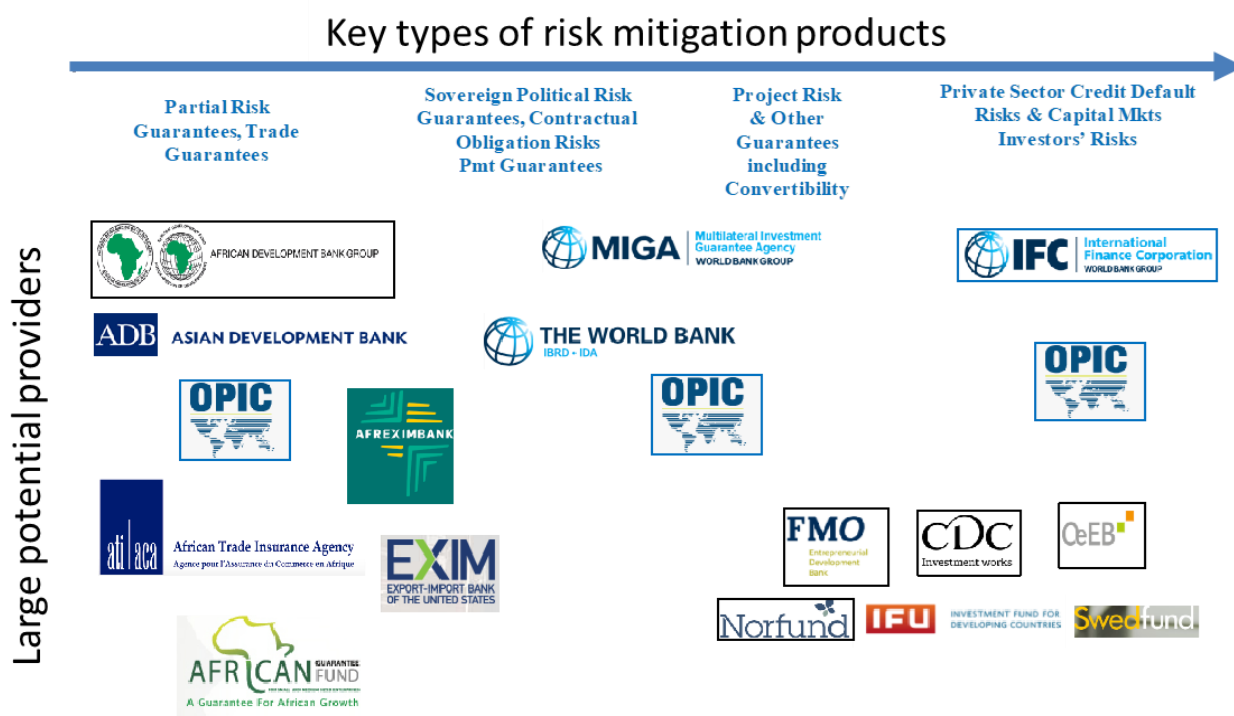 Key types of risk mitigation products
Partial Risk
Guarantees, Trade
Guarantees
Sovereign Political Risk
Guarantees, Contractual
Obligation Risks
Pmt Guarantees
Project Risk
& Other
Guarantees
including
Convertibility
Private Sector Credit Default
Risks & Capital Mkts
Investors' Risks
Large potential providers
AFRICAN DEVELOPMENT BANK GROUP
MIGA
Multilateral Investment
Guarantee Agency
WORLD BANK GROUP
IFC
International
Finance Corporation
WORLD BANK GROUP
ADB
ASIAN DEVELOPMENT BANK
THE WORLD BANK
IBRD • IDA
OPIC
AFREXIMBANK
OPIC
OPIC
ati aca
African Trade Insurance Agency
Agence pour l'Assurance du Commerce en Afrique
EXIM
EXPORT-IMPORT BANK
OF THE UNITED STATES
FMO
Entrepreneurial
Development
Bank
CDC
Investment works
OeEB
Norfund
IFU
INVESTMENT FUND FOR
DEVELOPING COUNTRIES
Swedfund
AFRICAN
GUARANTEE
FUND
FOR SMALL AND MEDIUM SIZED ENTERPRISES
A Guarantee For African Growth